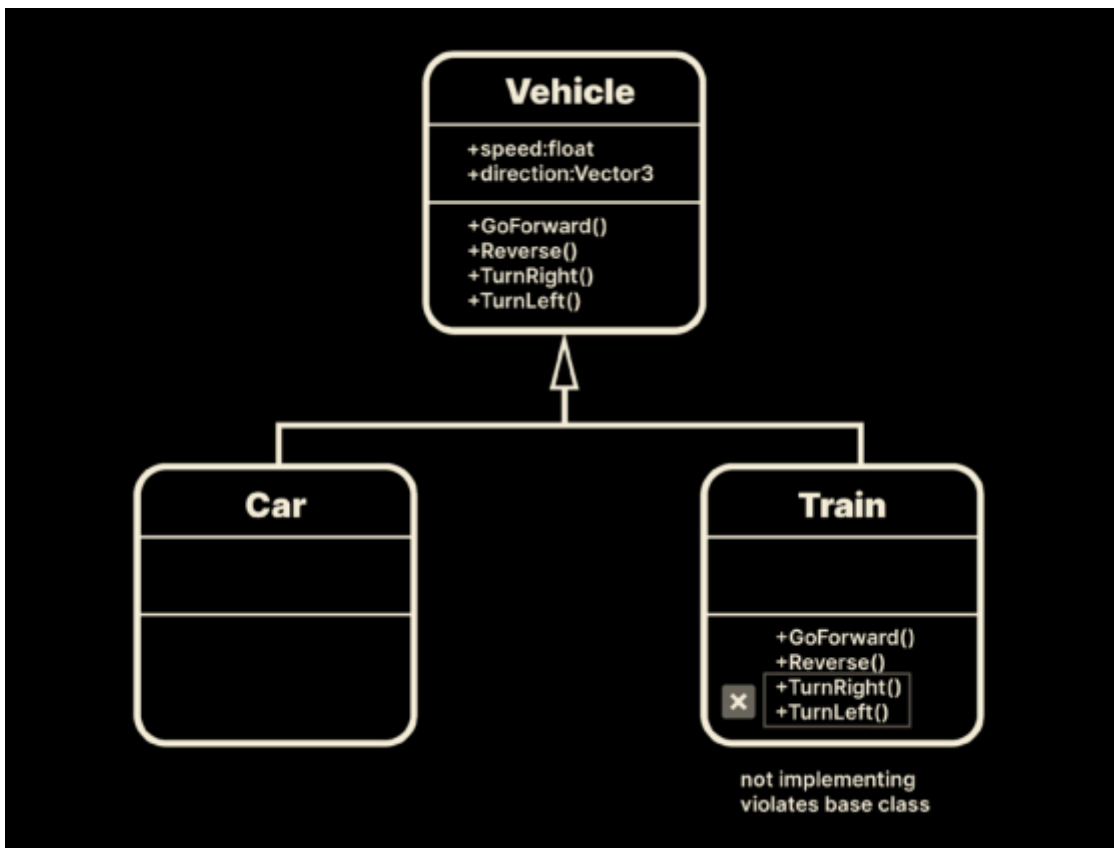 Vehicle
+speed:float
+direction:Vector3
+GoForward()
+Reverse()
+TurnRight()
+TurnLeft()
Car
Train
+GoForward()
+Reverse()
+TurnRight()
+TurnLeft()
not implementing
violates base class